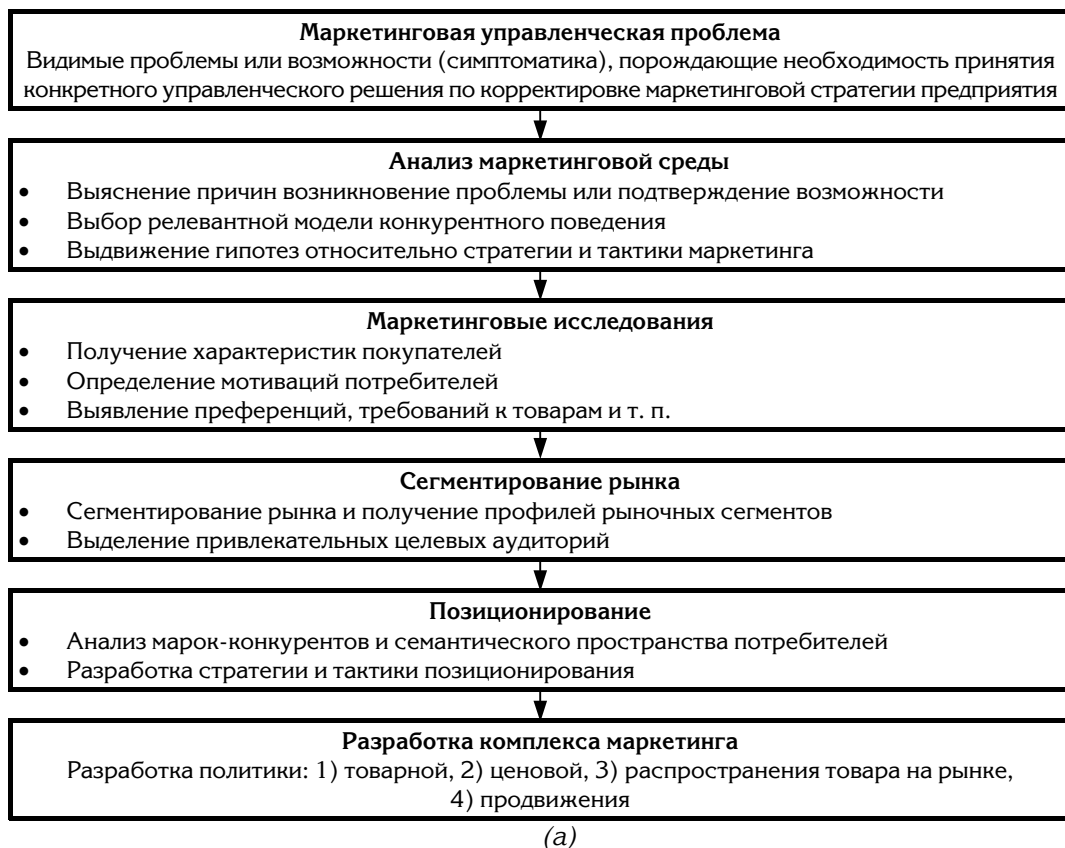 Маркетинговая управленческая проблема
Видимые проблемы или возможности (симптоматика), порождающие необходимость принятия
конкретного управленческого решения по корректировке маркетинговой стратегии предприятия
Анализ маркетинговой среды
• Выяснение причин возникновение проблемы или подтверждение возможности
• Выбор релевантной модели конкурентного поведения
• Выдвижение гипотез относительно стратегии и тактики маркетинга
Маркетинговые исследования
• Получение характеристик покупателей
• Определение мотиваций потребителей
• Выявление преференций, требований к товарам и т. п.
Сегментирование рынка
• Сегментирование рынка и получение профилей рыночных сегментов
• Выделение привлекательных целевых аудиторий
Позиционирование
• Анализ марок-конкурентов и семантического пространства потребителей
• Разработка стратегии и тактики позиционирования
Разработка комплекса маркетинга
Разработка политики: 1) товарной, 2) ценовой, 3) распространения товара на рынке,
4) продвижения
(а)